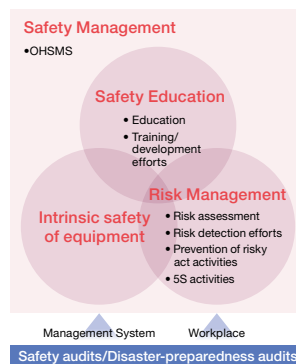 Safety Management
•OHSMS
Safety Education
• Education
• Training/
development
efforts
Risk Management
Intrinsic safety
of equipment
• Risk assessment
• Risk detection efforts
• Prevention of risky
act activities
• 5S activities
Management System
Workplace
Safety audits/Disaster-preparedness audits